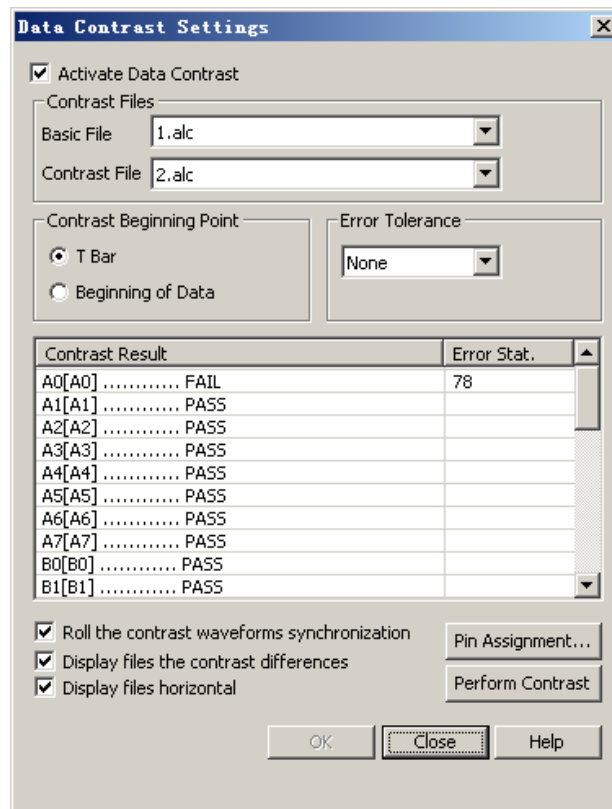 Data Contrast Settings
Activate Data Contrast
Contrast Files
Basic File 1.alc
Contrast File 2.alc
Contrast Beginning Point
T Bar
Beginning of Data
Error Tolerance
None
Contrast Result Error Stat.
A0[A0] ............ FAIL 78
A1[A1] ............ PASS
A2[A2] ............ PASS
A3[A3] ............ PASS
A4[A4] ............ PASS
A5[A5] ............ PASS
A6[A6] ............ PASS
A7[A7] ............ PASS
B0[B0] ............ PASS
B1[B1] ............ PASS
Roll the contrast waveforms synchronization
Display files the contrast differences
Display files horizontal
Pin Assignment...
Perform Contrast
OK Close Help